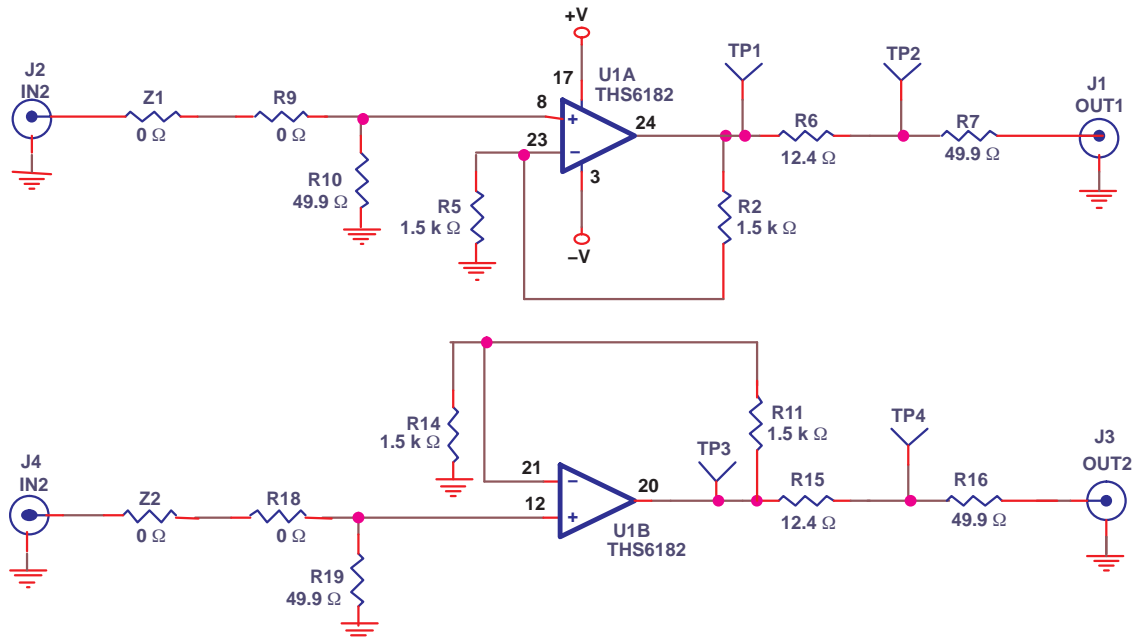 +V
J2
IN2
Z1
0 Ω
R9
0 Ω
R10
49.9 Ω
17
U1A
THS6182
8
+
23
−
24
3
−V
R5
1.5 k Ω
R2
1.5 k Ω
TP1
TP2
R6
12.4 Ω
R7
49.9 Ω
J1
OUT1
R14
1.5 k Ω
R11
1.5 k Ω
TP3
TP4
J4
IN2
Z2
0 Ω
R18
0 Ω
R19
49.9 Ω
21
−
12
+
20
U1B
THS6182
R15
12.4 Ω
R16
49.9 Ω
J3
OUT2